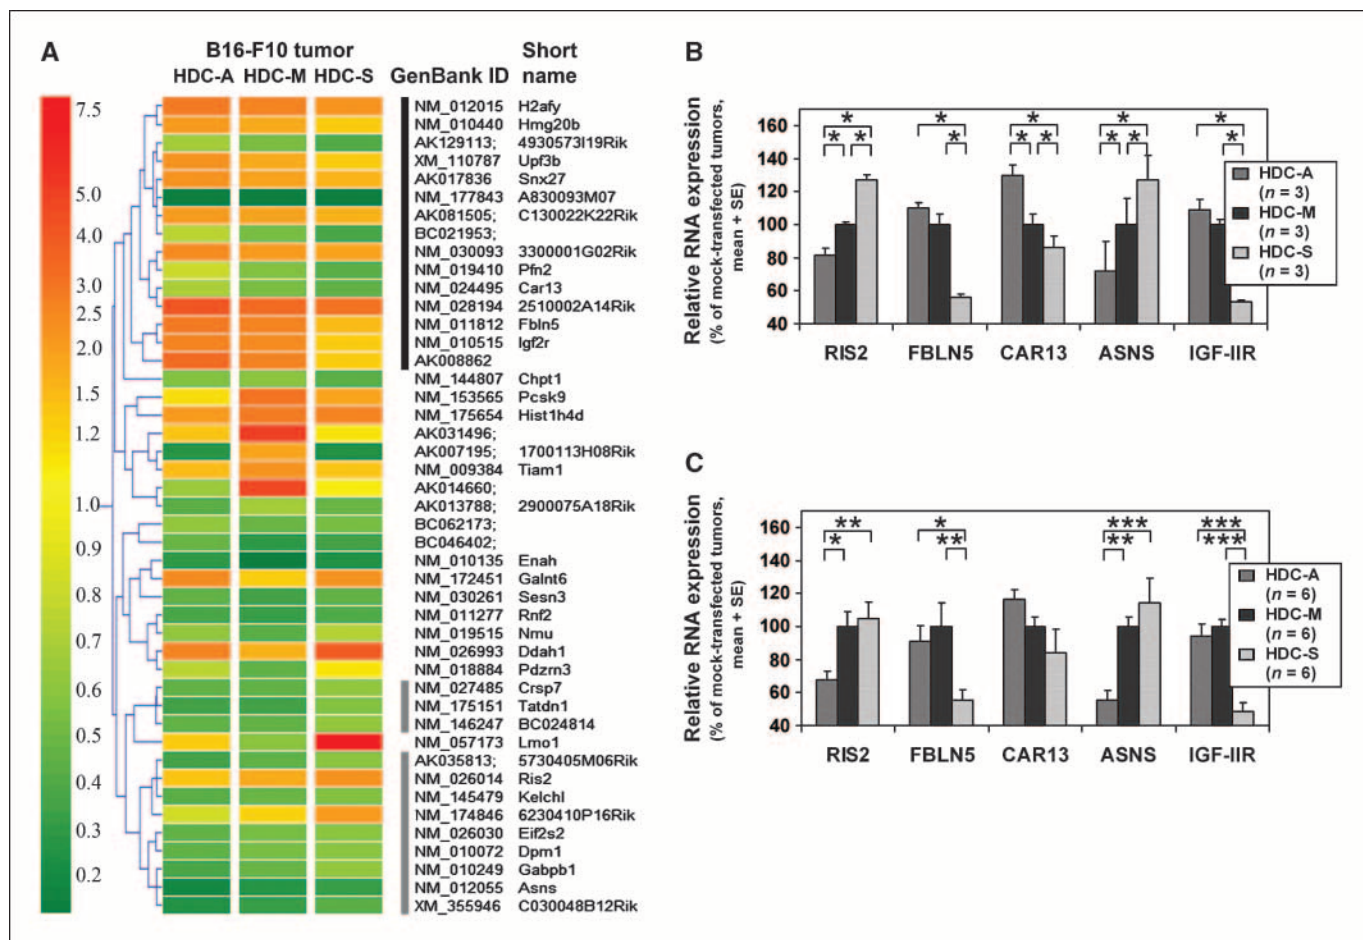 A
B16-F10 tumor
Short
HDC-A HDC-M HDC-S GenBank ID name
7.5
5.0
4.0
3.0
2.0
1.5
1.2
1.0
0.9
0.8
0.7
0.6
0.5
0.4
0.3
0.2
NM_012015 H2afy
NM_010440 Hmg20b
AK129113; 4930573I19Rik
XM_110787 Upf3b
AK017836 Snx27
NM_177843 A830093M07
AK081505; C130022K22Rik
BC021953;
NM_030093 3300001G02Rik
NM_019410 Pfn2
NM_024495 Car13
NM_028194 2510002A14Rik
NM_011812 Fbln5
NM_010515 Igf2r
AK008862
NM_144807 Chpt1
NM_153565 Pcsk9
NM_175654 Hist1h4d
AK031496;
AK007195; 1700113H08Rik
NM_009384 Tiam1
AK014660;
AK013788; 2900075A18Rik
BC062173;
BC046402;
NM_010135 Enah
NM_172451 Galnt6
NM_030261 Sesn3
NM_011277 Rnf2
NM_019515 Nmu
NM_026993 Ddah1
NM_018884 Pdzrn3
NM_027485 Crsp7
NM_175151 Tatdn1
NM_146247 BC024814
NM_057173 Lmo1
AK035813; 5730405M06Rik
NM_026014 Ris2
NM_145479 Kelchl
NM_174846 6230410P16Rik
NM_026030 Eif2s2
NM_010072 Dpm1
NM_010249 Gabpb1
NM_012055 Asns
XM_355946 C030048B12Rik
B
Relative RNA expression
(% of mock-transfected tumors,
mean + SE)
160
140
120
100
80
60
40
* * *
* *
* * *
* * *
* *
HDC-A
(n = 3)
HDC-M
(n = 3)
HDC-S
(n = 3)
RIS2 FBLN5 CAR13 ASNS IGF-IIR
C
Relative RNA expression
(% of mock-transfected tumors,
mean + SE)
160
140
120
100
80
60
40
** *
* **
*** **
*** ***
HDC-A
(n = 6)
HDC-M
(n = 6)
HDC-S
(n = 6)
RIS2 FBLN5 CAR13 ASNS IGF-IIR